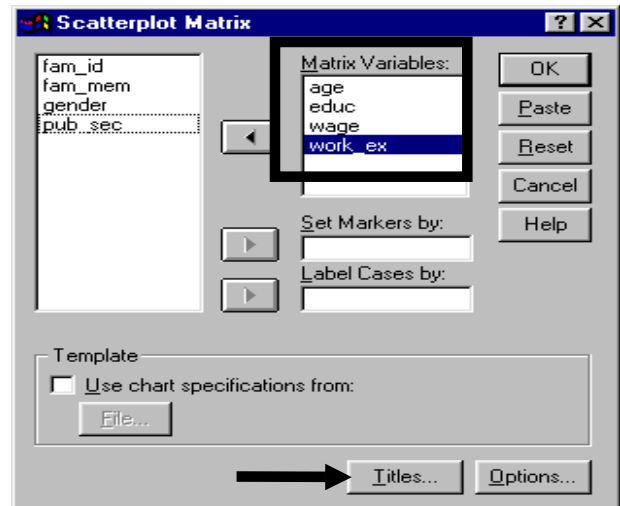 Scatterplot Matrix
fam_id
fam_mem
gender
pub_sec
Matrix Variables:
age
educ
wage
work_ex
Set Markers by:
Label Cases by:
OK
Paste
Reset
Cancel
Help
Template
Use chart specifications from:
File...
Titles...
Options...